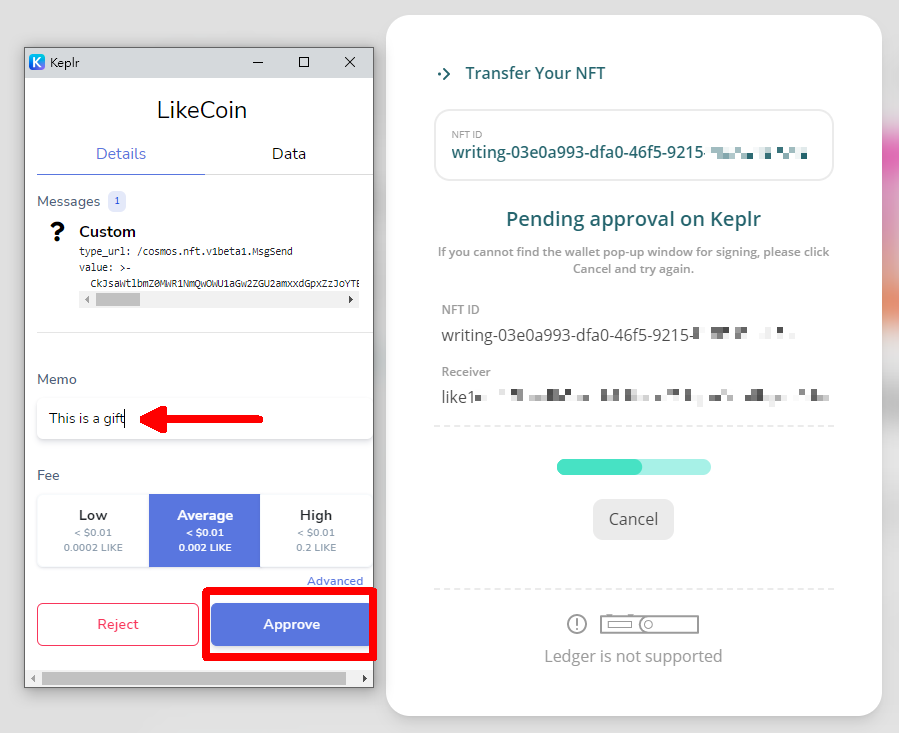 Keplr
LikeCoin
Details
Data
Messages 1
? Custom
type_url: /cosmos.nft.v1beta1.MsgSend
value: >-
Memo
This is a gift
Fee
Low
< $0.01
0.0002 LIKE
Average
< $0.01
0.002 LIKE
High
< $0.01
0.2 LIKE
Advanced
Reject
Approve
Transfer Your NFT
NFT ID
writing-03e0a993-dfa0-46f5-9215-
Pending approval on Keplr
If you cannot find the wallet pop-up window for signing, please click
Cancel and try again.
NFT ID
writing-03e0a993-dfa0-46f5-9215-
Receiver
like1
Cancel
Ledger is not supported